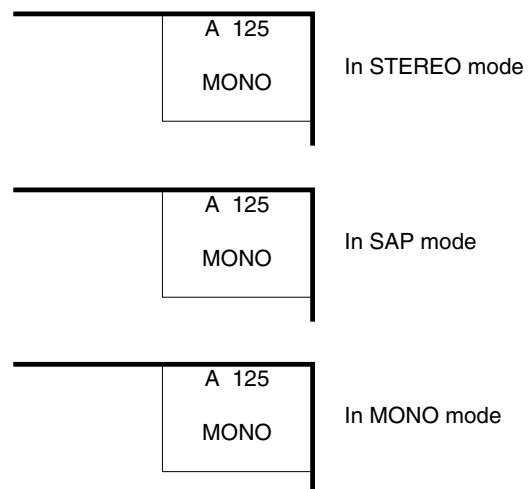 A 125
MONO
In STEREO mode
A 125
MONO
In SAP mode
A 125
MONO
In MONO mode